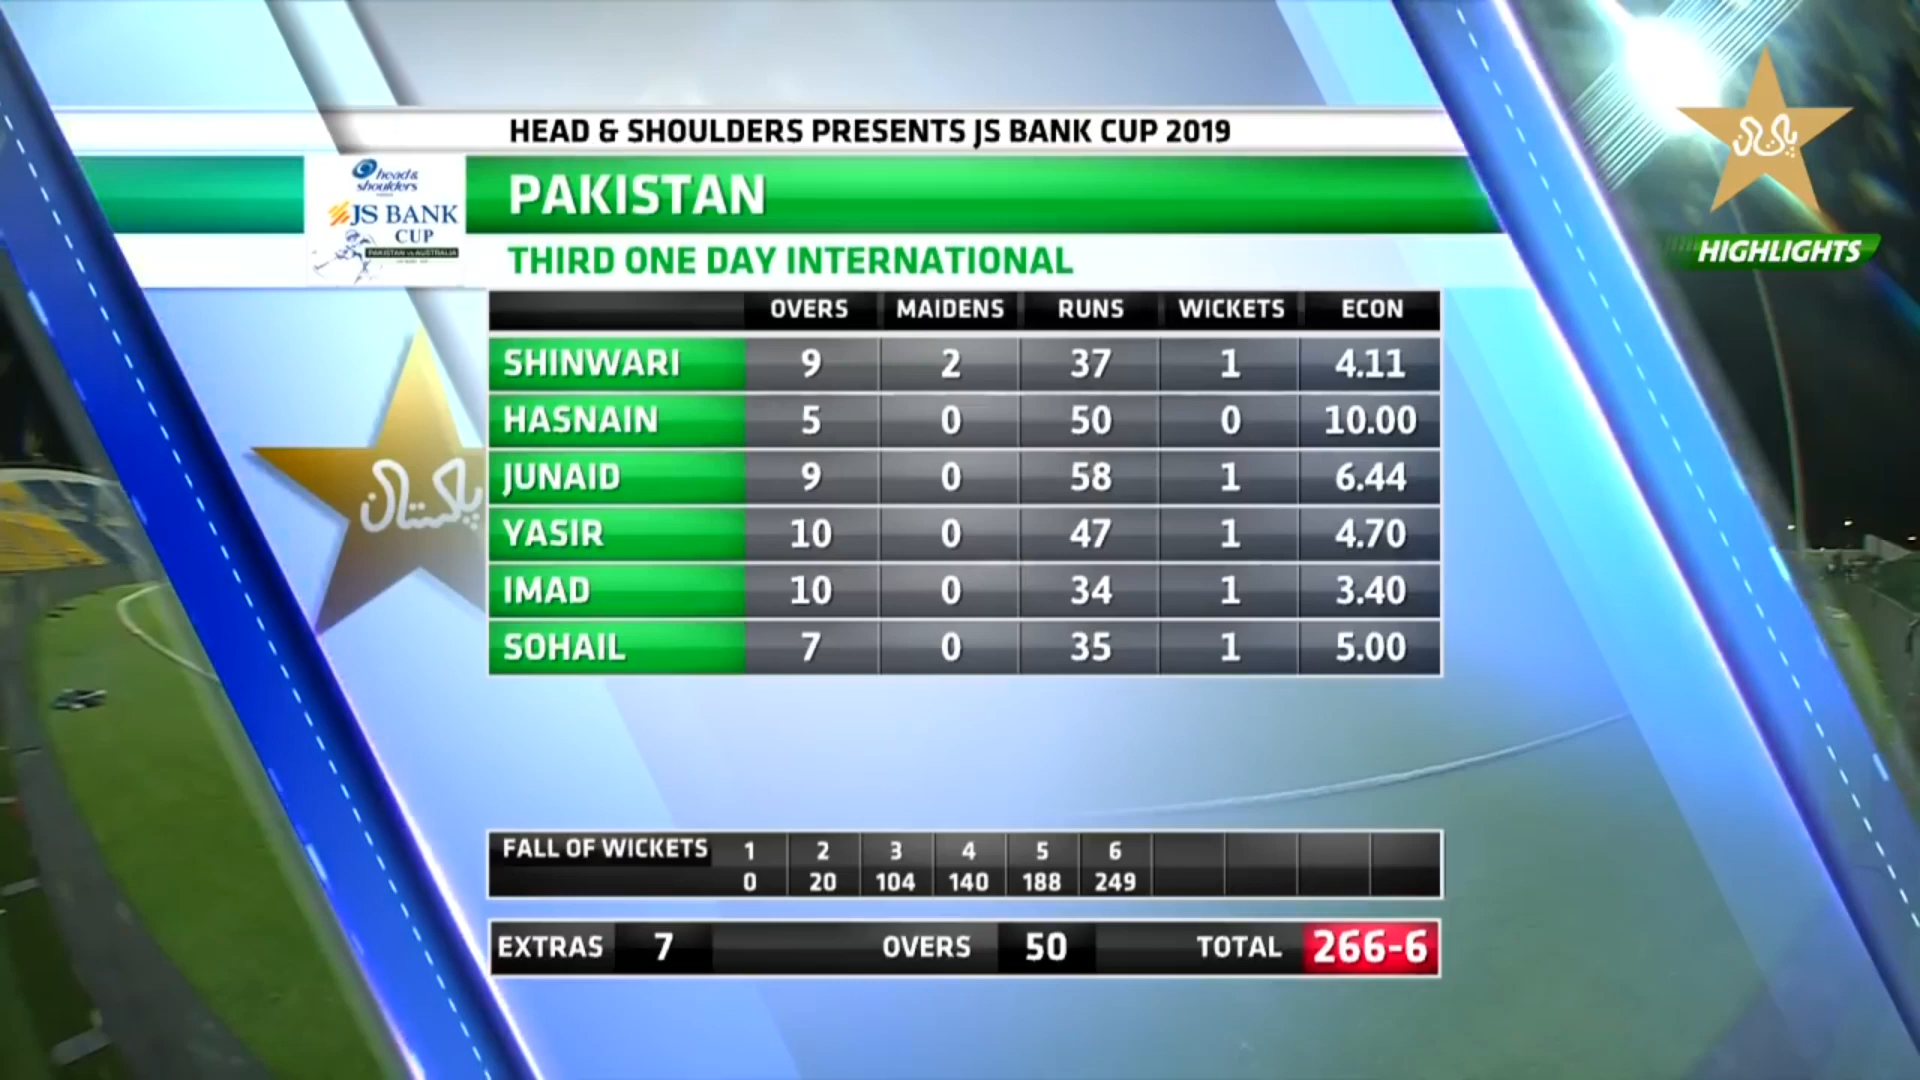 HEAD & SHOULDERS PRESENTS JS BANK CUP 2019
head& shoulders
JS BANK
CUP
PAKISTAN VS AUSTRALIA
PAKISTAN
THIRD ONE DAY INTERNATIONAL
پاکستان
HIGHLIGHTS
OVERS MAIDENS RUNS WICKETS ECON
SHINWARI 9 2 37 1 4.11
HASNAIN 5 0 50 0 10.00
JUNAID 9 0 58 1 6.44
YASIR 10 0 47 1 4.70
IMAD 10 0 34 1 3.40
SOHAIL 7 0 35 1 5.00
پاکستان
FALL OF WICKETS 1 2 3 4 5 6
0 20 104 140 188 249
EXTRAS 7 OVERS 50 TOTAL 266-6